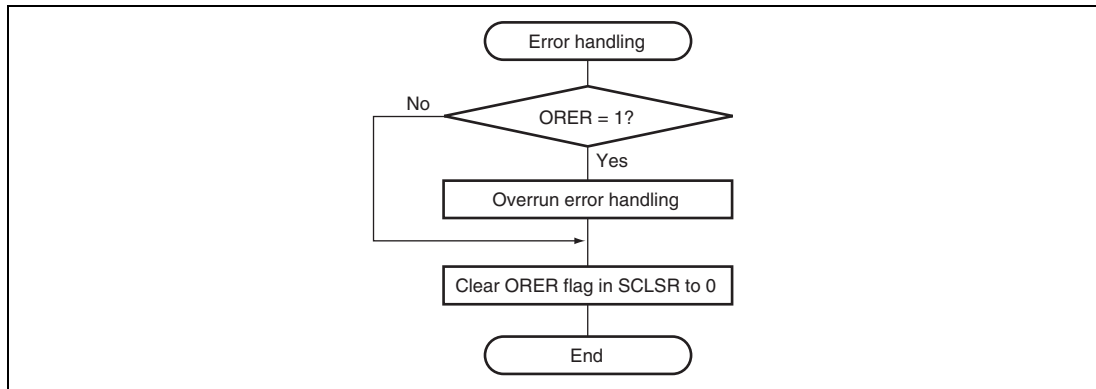 Error handling
No
ORER = 1?
Yes
Overrun error handling
Clear ORER flag in SCLSR to 0
End